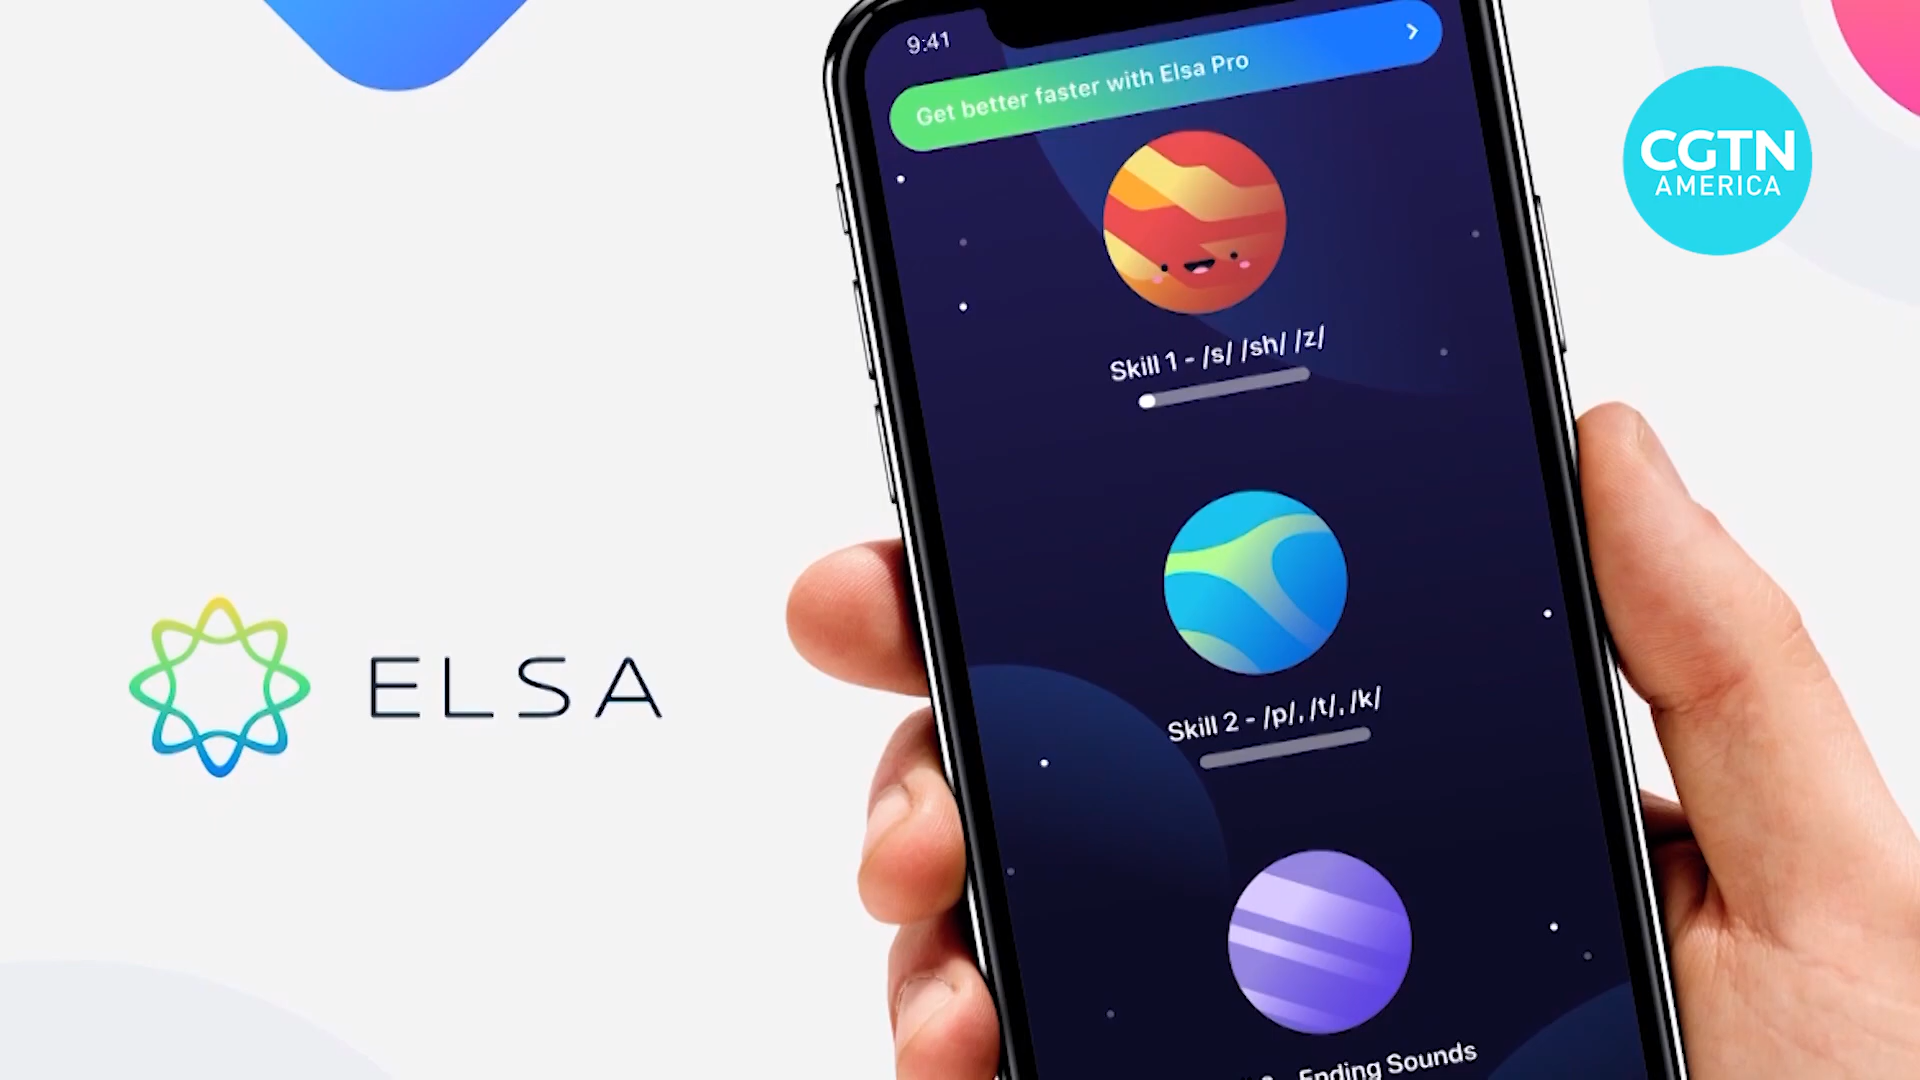 9:41
Get better faster with Elsa Pro
CGTN
AMERICA
Skill 1 - /s/ /sh/ /z/
ELSA
Skill 2 - /p/, /t/, /k/
- Ending Sounds